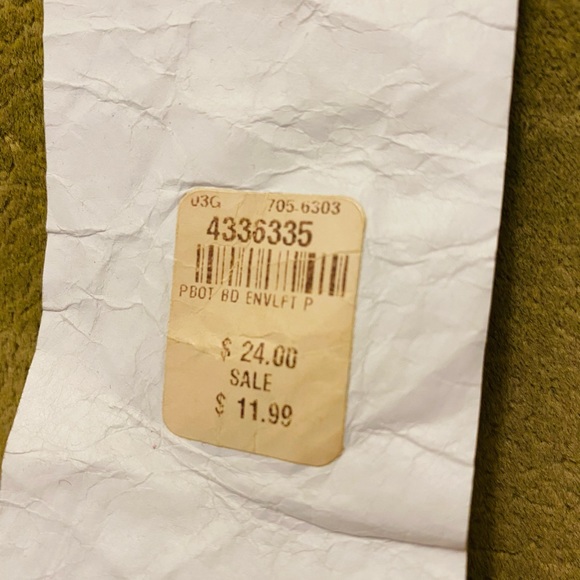 03G 705-6303
4336335
PBOT BD ENVLFT P
$ 24.00
SALE
$ 11.99